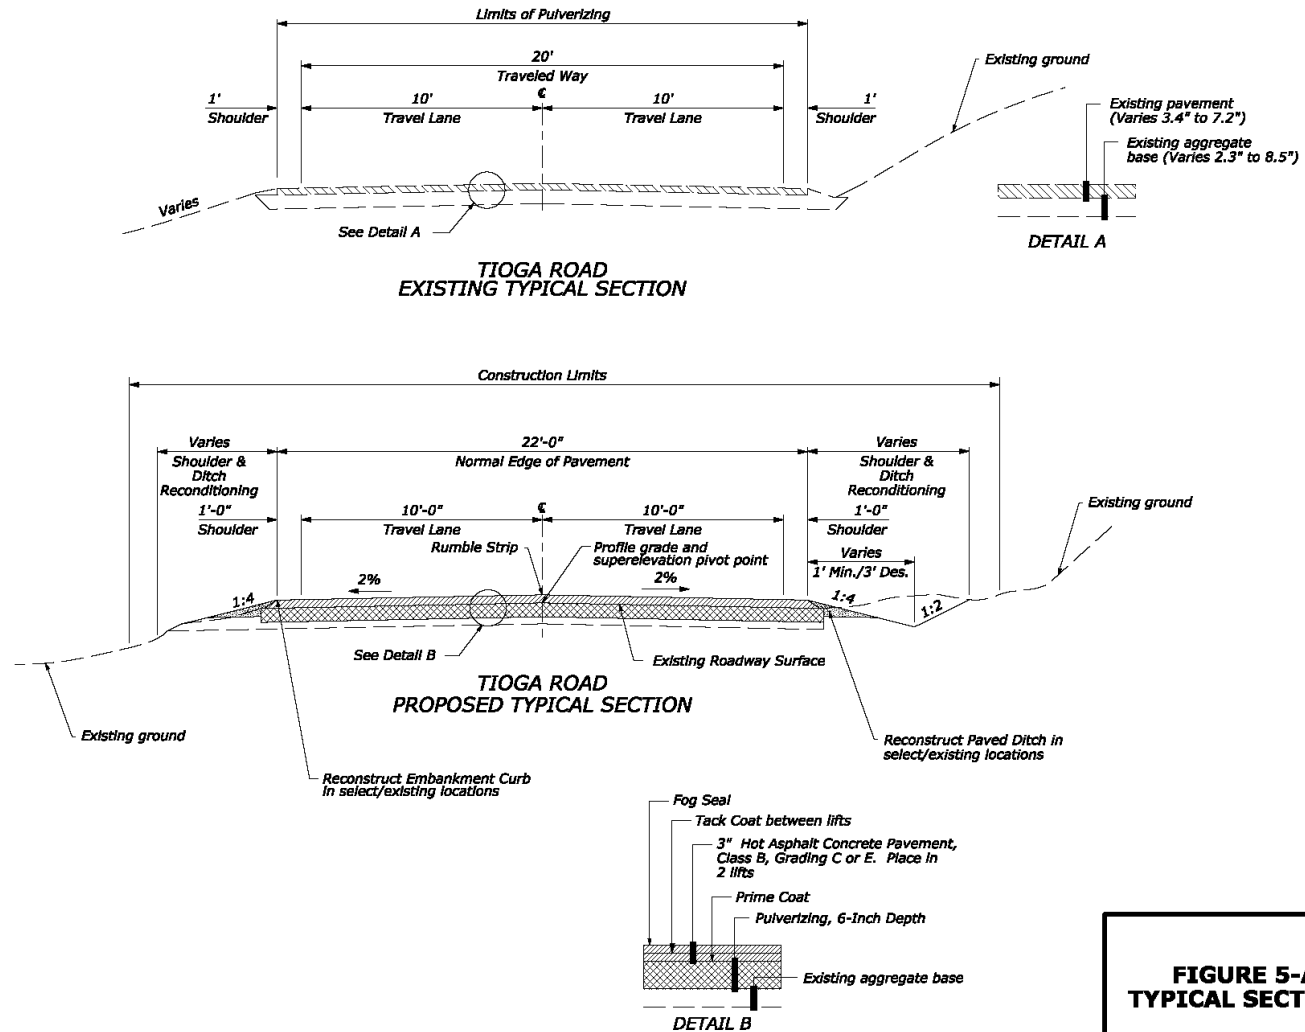 Limits of Pulverizing
20'
Traveled Way
℄
1'
Shoulder
10'
Travel Lane
10'
Travel Lane
1'
Shoulder
Existing ground
Existing pavement
(Varies 3.4" to 7.2")
Existing aggregate
base (Varies 2.3" to 8.5")
Varies
See Detail A
DETAIL A
TIOGA ROAD
EXISTING TYPICAL SECTION
Construction Limits
Varies
Shoulder &
Ditch
Reconditioning
22'-0"
Normal Edge of Pavement
Varies
Shoulder &
Ditch
Reconditioning
1'-0"
Shoulder
10'-0"
Travel Lane
℄
10'-0"
Travel Lane
1'-0"
Shoulder
Existing ground
Rumble Strip
Profile grade and
superelevation pivot point
Varies
1' Min./3' Des.
2%
2%
1:4
1:4
1:2
See Detail B
Existing Roadway Surface
TIOGA ROAD
PROPOSED TYPICAL SECTION
Existing ground
Reconstruct Paved Ditch in
select/existing locations
Reconstruct Embankment Curb
in select/existing locations
Fog Seal
Tack Coat between lifts
3" Hot Asphalt Concrete Pavement,
Class B, Grading C or E. Place in
2 lifts
Prime Coat
Pulverizing, 6-Inch Depth
Existing aggregate base
DETAIL B
FIGURE 5-
TYPICAL SECT